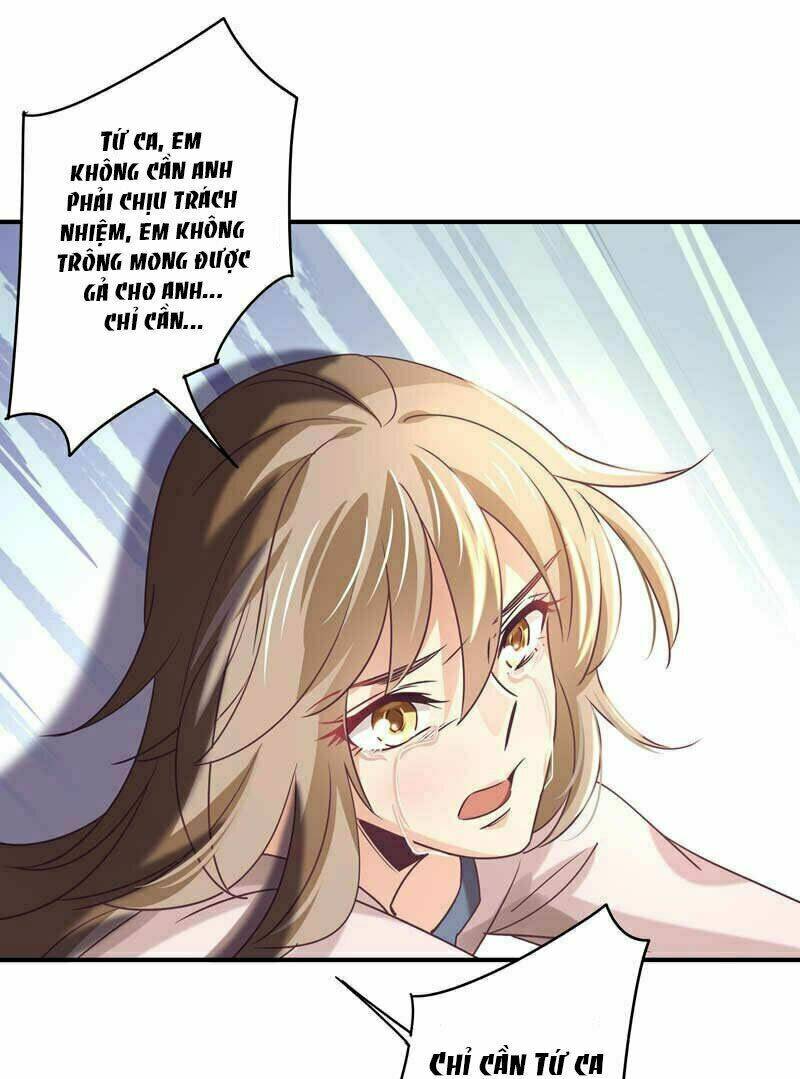 Tứ ca, em
không cần anh
phải chịu trách
nhiệm, em không
trông mong được
gả cho anh...
chỉ cần...
Chỉ cần Tứ ca